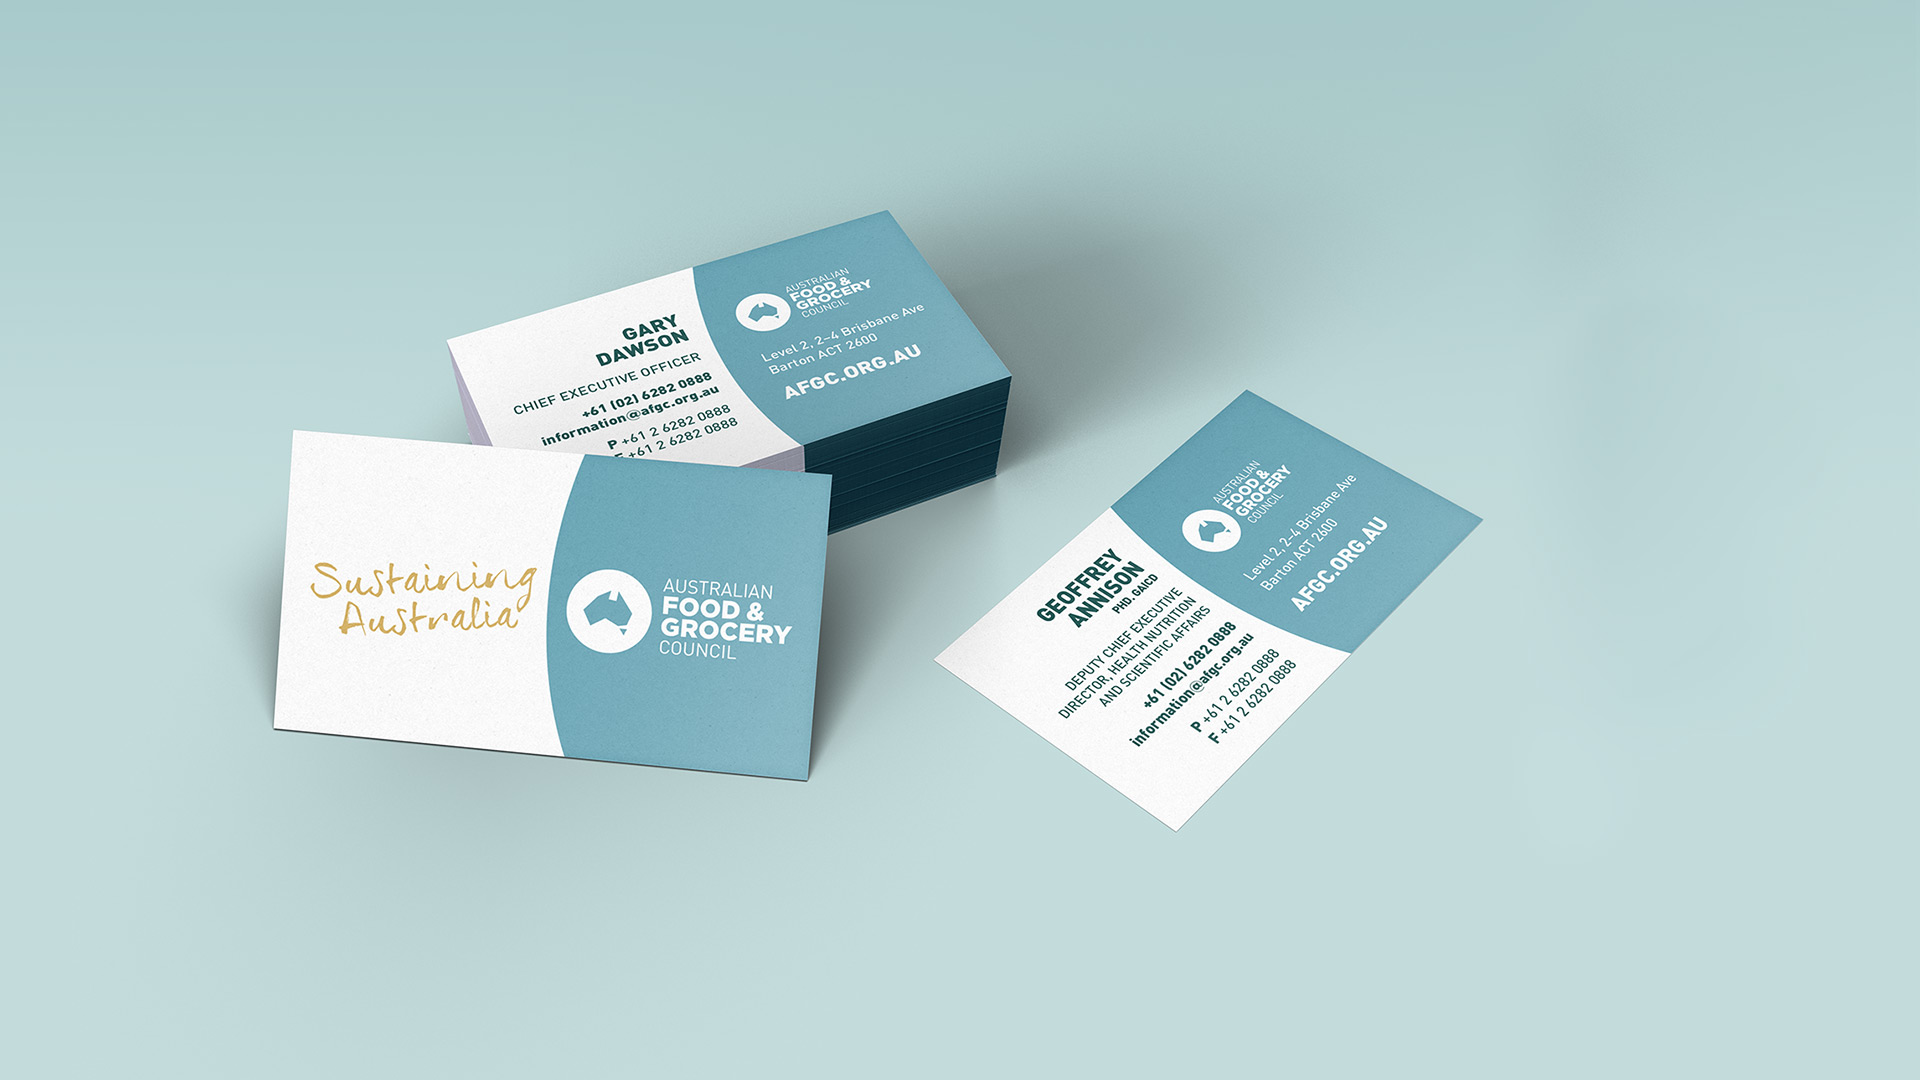 GARY
DAWSON
CHIEF EXECUTIVE OFFICER
+61 (02) 6282 0888
information@afgc.org.au
P +61 2 6282 0888
F +61 2 6282 0888
AUSTRALIAN
FOOD &
GROCERY
COUNCIL
Level 2, 2–4 Brisbane Ave
Barton ACT 2600
AFGC.ORG.AU
Sustaining
Australia
AUSTRALIAN
FOOD &
GROCERY
COUNCIL
GEOFFREY
ANNISON
PHD. GAICD
DEPUTY CHIEF EXECUTIVE
DIRECTOR, HEALTH NUTRITION
AND SCIENTIFIC AFFAIRS
+61 (02) 6282 0888
information@afgc.org.au
P +61 2 6282 0888
F +61 2 6282 0888
AUSTRALIAN
FOOD &
GROCERY
COUNCIL
Level 2, 2–4 Brisbane Ave
Barton ACT 2600
AFGC.ORG.AU